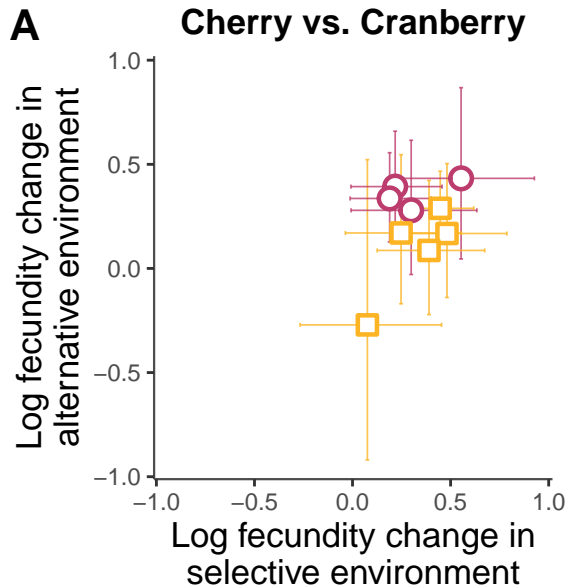 A
Cherry vs. Cranberry
Log fecundity change in
alternative environment
1.0
0.5
0.0
−0.5
−1.0
−1.0 −0.5 0.0 0.5 1.0
Log fecundity change in
selective environment